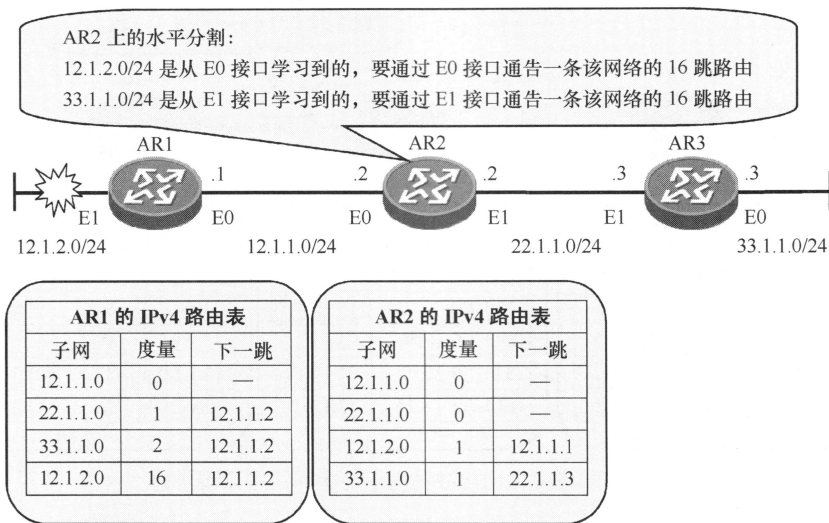 AR2 上的水平分割：
12.1.2.0/24 是从 E0 接口学习到的，要通过 E0 接口通告一条该网络的 16 跳路由
33.1.1.0/24 是从 E1 接口学习到的，要通过 E1 接口通告一条该网络的 16 跳路由
AR1 AR2 AR3
.1 .2 .2 .3 .3
E1 E0 E0 E1 E1 E0
12.1.2.0/24 12.1.1.0/24 22.1.1.0/24 33.1.1.0/24
AR1 的 IPv4 路由表
子网 度量 下一跳
12.1.1.0 0 —
22.1.1.0 1 12.1.1.2
33.1.1.0 2 12.1.1.2
12.1.2.0 16 12.1.1.2
AR2 的 IPv4 路由表
子网 度量 下一跳
12.1.1.0 0 —
22.1.1.0 0 —
12.1.2.0 1 12.1.1.1
33.1.1.0 1 22.1.1.3